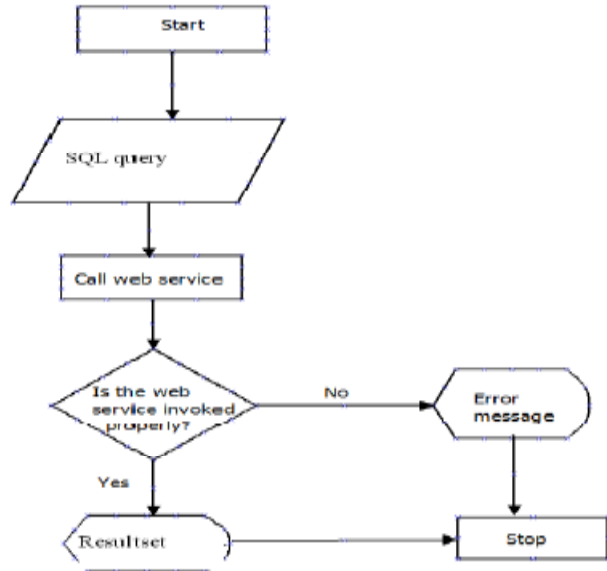 Start
SQL query
Call web service
Is the web
service invoked
properly?
No
Error
message
Yes
Resultset
Stop